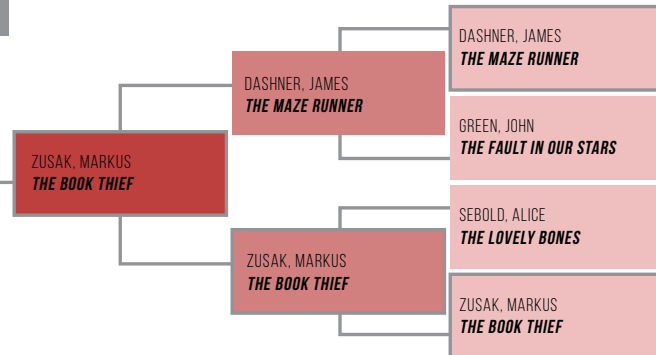 DASHNER, JAMES
THE MAZE RUNNER
DASHNER, JAMES
THE MAZE RUNNER
GREEN, JOHN
THE FAULT IN OUR STARS
ZUSAK, MARKUS
THE BOOK THIEF
SEBOLD, ALICE
THE LOVELY BONES
ZUSAK, MARKUS
THE BOOK THIEF
ZUSAK, MARKUS
THE BOOK THIEF